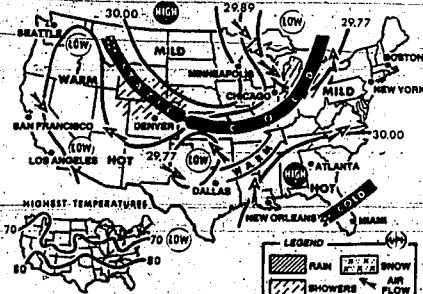 30.00
HIGH
29.89
LOW
29.77
SEATTLE
LOW
MILD
BOSTON
MINNEAPOLIS
WARM
WARM
CHICAGO
MILD
NEW YORK
COLD
DENVER
SAN FRANCISCO
30.00
LOW
LOS ANGELES
HOT
29.77
LOW
WARM
HIGH
ATLANTA
DALLAS
HOT
HIGHEST TEMPERATURES
NEW ORLEANS
COLD
MIAMI
70
70
LOW
80
80
LEGEND
RAIN
SNOW
SHOWERS
AIR
FLOW